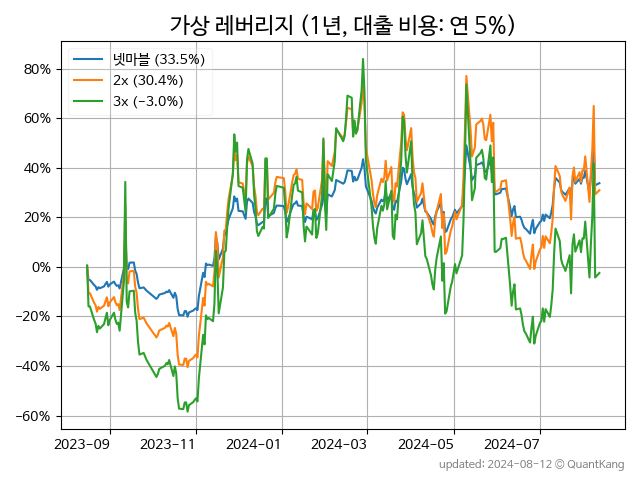 가상 레버리지 (1년, 대출 비용: 연 5%)
넷마블 (33.5%)
2x (30.4%)
3x (−3.0%)
80%
60%
40%
20%
0%
−20%
−40%
−60%
2023-09
2023-11
2024-01
2024-03
2024-05
2024-07
updated: 2024-08-12 © QuantKang